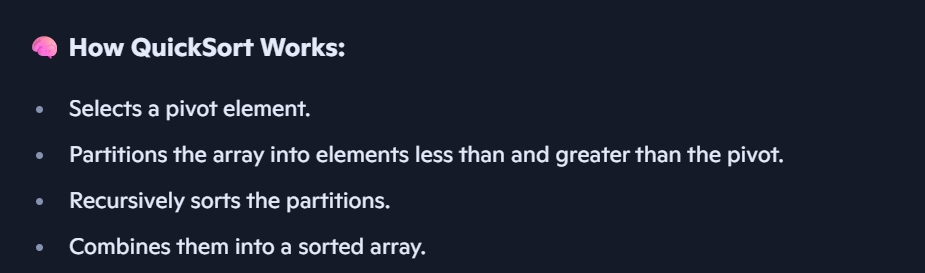 🧠 How QuickSort Works:
• Selects a pivot element.
• Partitions the array into elements less than and greater than the pivot.
• Recursively sorts the partitions.
• Combines them into a sorted array.